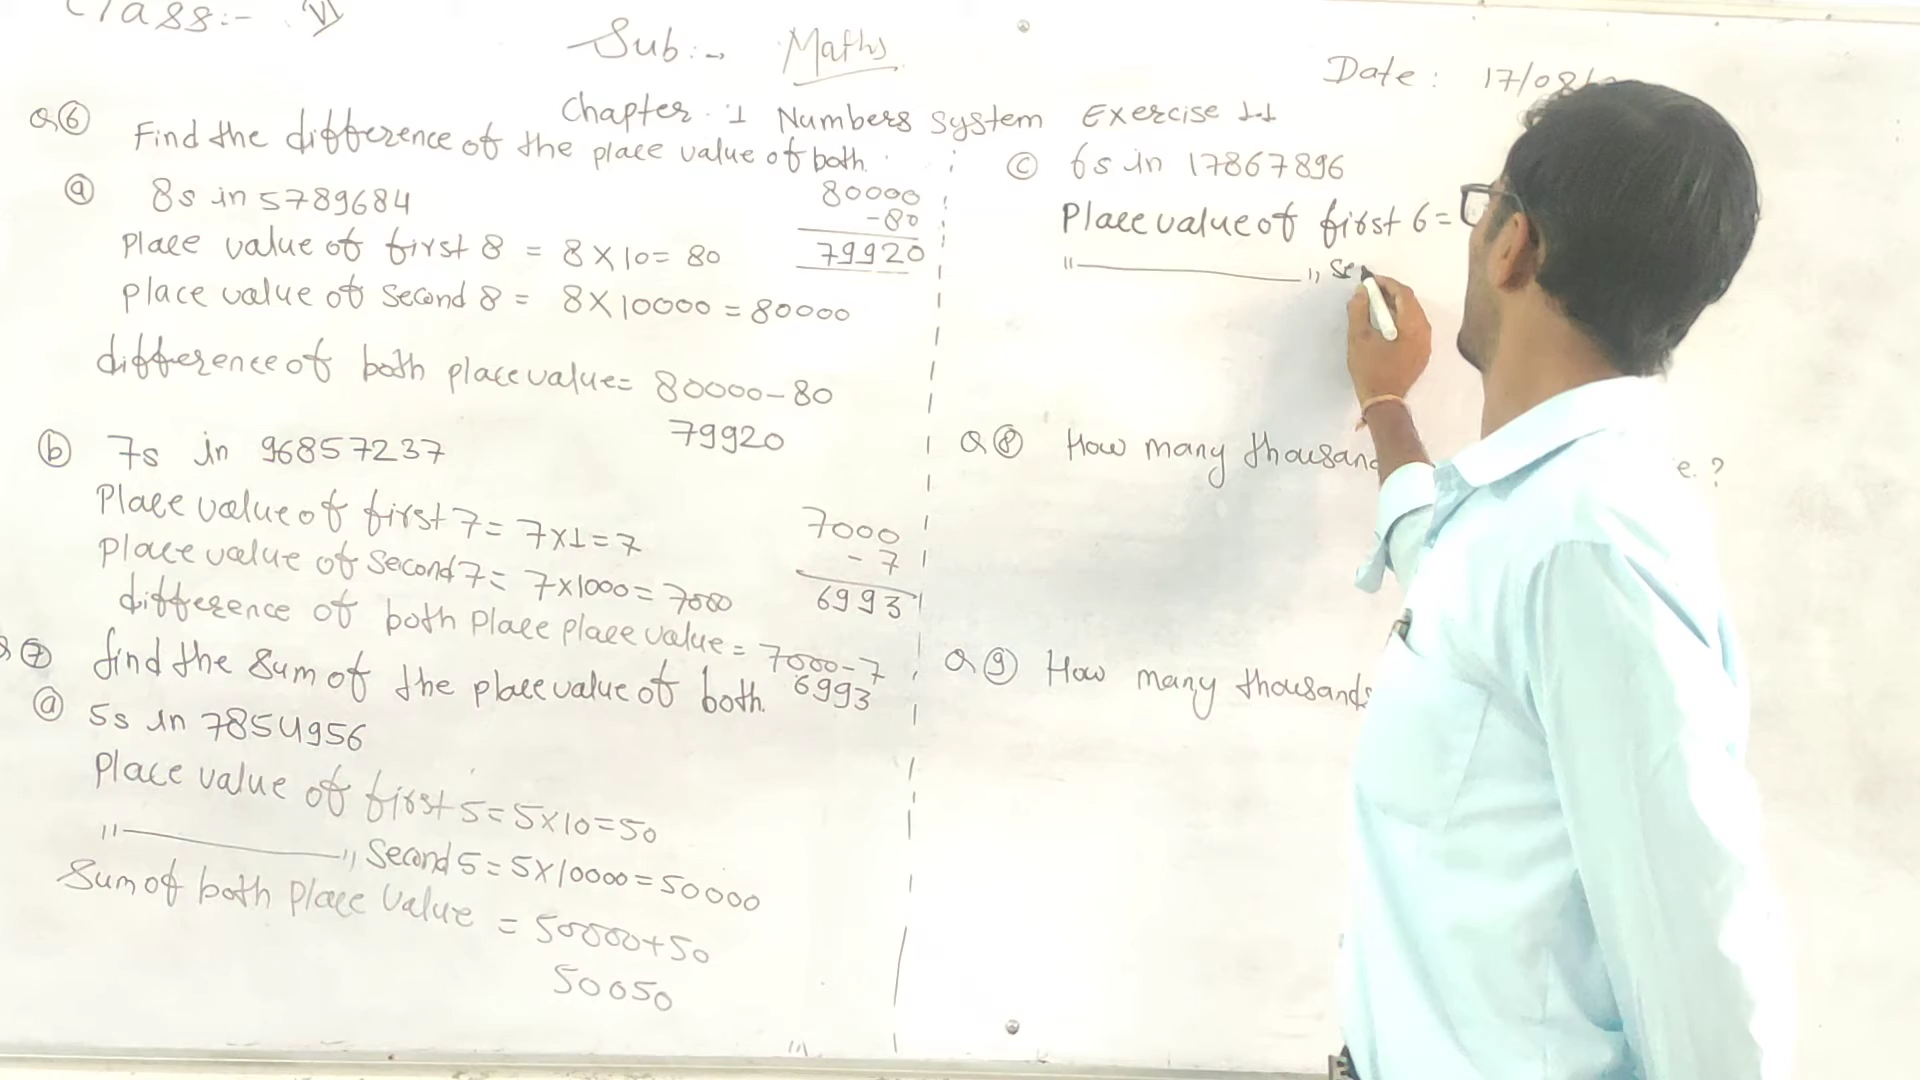 Class:- VI
Sub:- Maths
Date: 17/08/
Chapter 1 Numbers system Exercise 1.1
Q6 Find the difference of the place value of both.
a 8s in 5789684
place value of first 8 = 8×10= 80
place value of second 8 = 8×10000 = 80000
80000
-80
79920
difference of both place value= 80000-80
79920
b 7s in 96857237
Place value of first 7= 7×1=7
place value of second 7= 7×1000= 7000
7000
- 7
6993
difference of both Place place value = 7000-7
6993
Q7 find the sum of the place value of both.
a 5s in 7854956
place value of first 5=5×10=50
"————" Second 5= 5×10000=50000
Sum of both place value = 50000+50
50050
c 6s in 17867896
Place value of first 6=
"————" se
Q8 How many thousand
e.?
Q9 How many thousands